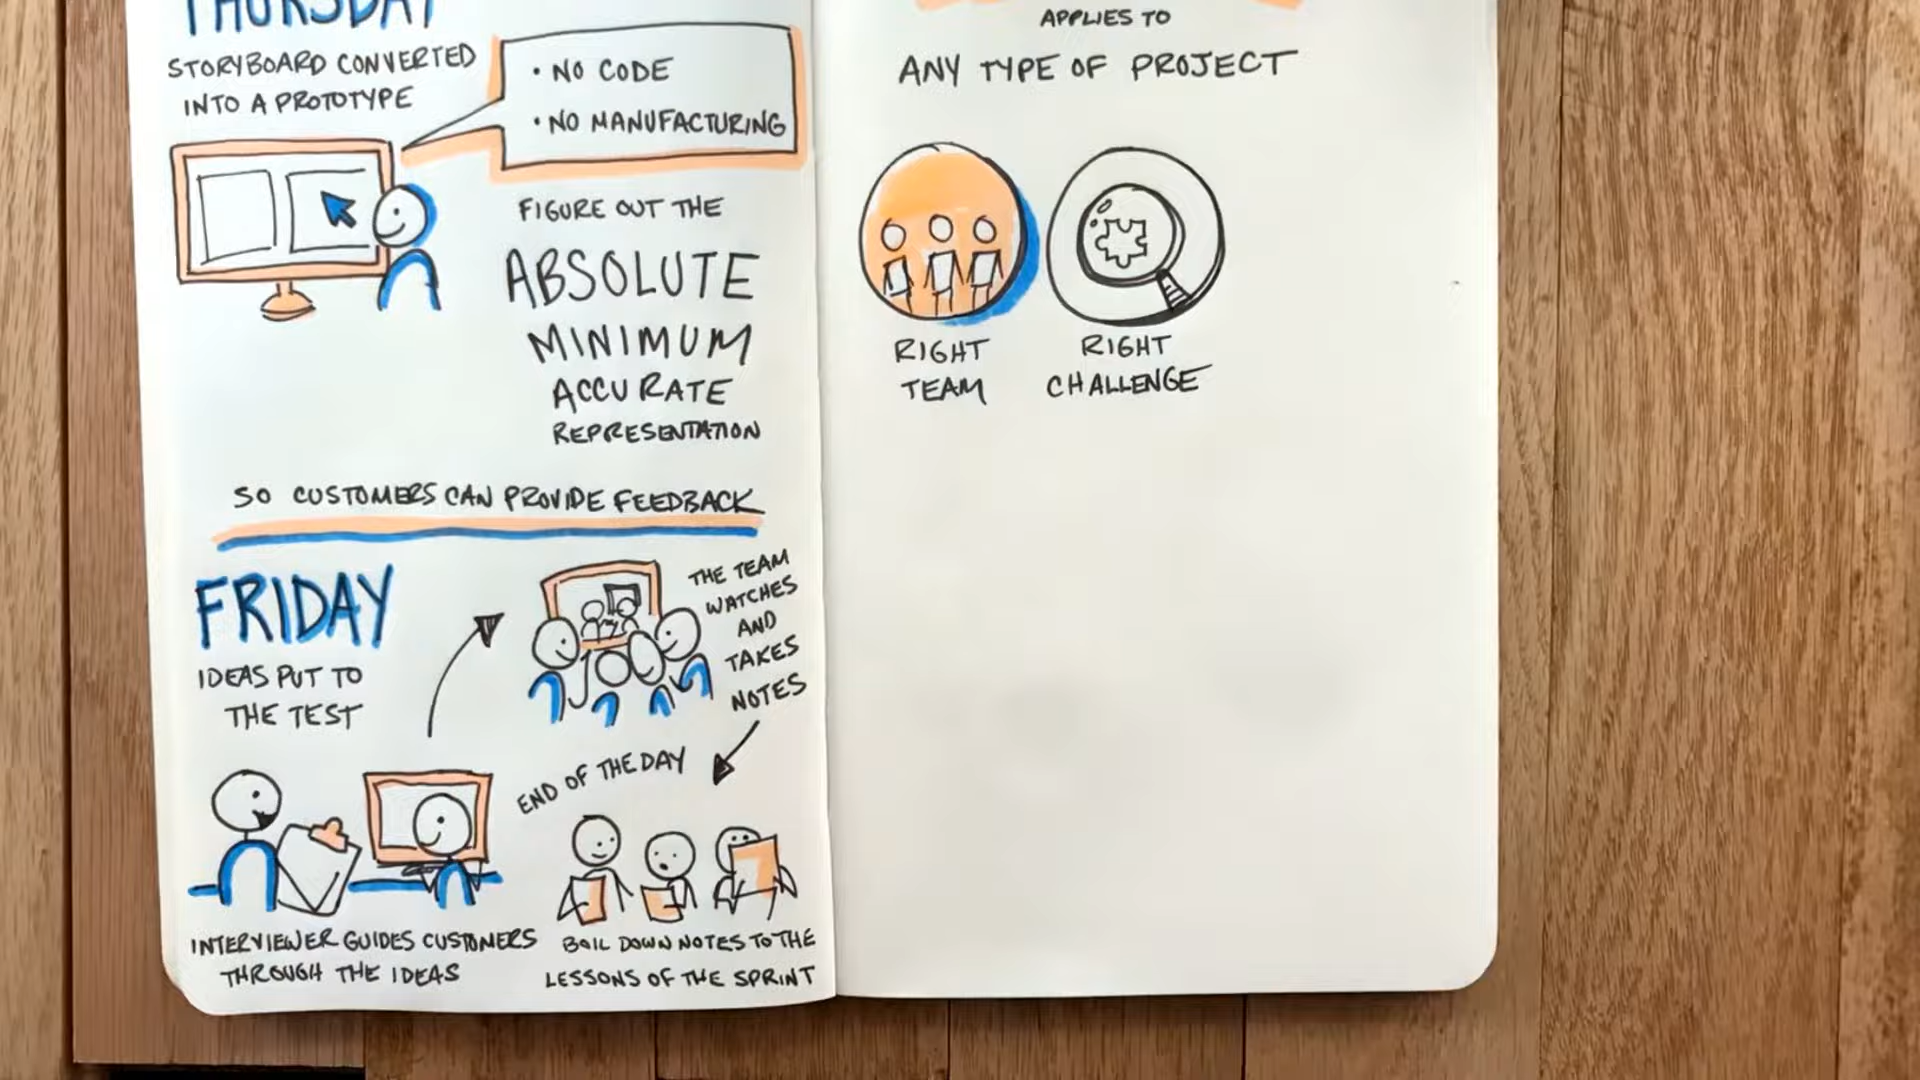 THURSDAY
STORYBOARD CONVERTED
INTO A PROTOTYPE
• NO CODE
• NO MANUFACTURING
FIGURE OUT THE
ABSOLUTE
MINIMUM
ACCURATE
REPRESENTATION
SO CUSTOMERS CAN PROVIDE FEEDBACK
FRIDAY
IDEAS PUT TO
THE TEST
THE TEAM
WATCHES
AND
TAKES
NOTES
END OF THE DAY
INTERVIEWER GUIDES CUSTOMERS
THROUGH THE IDEAS
BOIL DOWN NOTES TO THE
LESSONS OF THE SPRINT
APPLIES TO
ANY TYPE OF PROJECT
RIGHT
TEAM
RIGHT
CHALLENGE